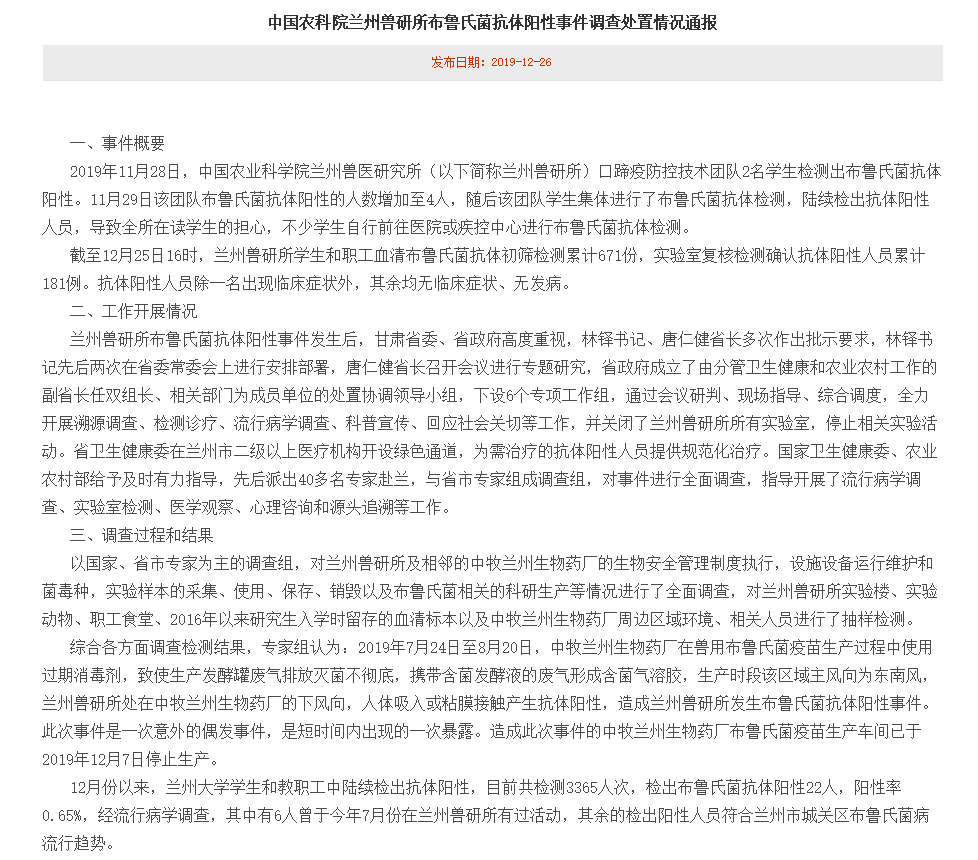 中国农科院兰州兽研所布鲁氏菌抗体阳性事件调查处置情况通报
发布日期：2019-12-26
一、事件概要
2019年11月28日，中国农业科学院兰州兽医研究所（以下简称兰州兽研所）口蹄疫防控技术团队2名学生检测出布鲁氏菌抗体
阳性。11月29日该团队布鲁氏菌抗体阳性的人数增加至4人，随后该团队学生集体进行了布鲁氏菌抗体检测，陆续检出抗体阳性
人员，导致全所在读学生的担心，不少学生自行前往医院或疾控中心进行布鲁氏菌抗体检测。
截至12月25日16时，兰州兽研所学生和职工血清布鲁氏菌抗体初筛检测累计671份，实验室复核检测确认抗体阳性人员累计
181例。抗体阳性人员除一名出现临床症状外，其余均无临床症状、无发病。
二、工作开展情况
兰州兽研所布鲁氏菌抗体阳性事件发生后，甘肃省委、省政府高度重视，林铎书记、唐仁健省长多次作出批示要求，林铎书
记先后两次在省委常委会上进行安排部署，唐仁健省长召开会议进行专题研究，省政府成立了由分管卫生健康和农业农村工作的
副省长任双组长、相关部门为成员单位的处置协调领导小组，下设6个专项工作组，通过会议研判、现场指导、综合调度，全力
开展溯源调查、检测诊疗、流行病学调查、科普宣传、回应社会关切等工作，并关闭了兰州兽研所所有实验室，停止相关实验活
动。省卫生健康委在兰州市二级以上医疗机构开设绿色通道，为需治疗的抗体阳性人员提供规范化治疗。国家卫生健康委、农业
农村部给予及时有力指导，先后派出40多名专家赴兰，与省市专家组成调查组，对事件进行全面调查，指导开展了流行病学调
查、实验室检测、医学观察、心理咨询和源头追溯等工作。
三、调查过程和结果
以国家、省市专家为主的调查组，对兰州兽研所及相邻的中牧兰州生物药厂的生物安全管理制度执行，设施设备运行维护和
菌毒种，实验样本的采集、使用、保存、销毁以及布鲁氏菌相关的科研生产等情况进行了全面调查，对兰州兽研所实验楼、实验
动物、职工食堂、2016年以来研究生入学时留存的血清标本以及中牧兰州生物药厂周边区域环境、相关人员进行了抽样检测。
综合各方面调查检测结果，专家组认为：2019年7月24日至8月20日，中牧兰州生物药厂在兽用布鲁氏菌疫苗生产过程中使用
过期消毒剂，致使生产发酵罐废气排放灭菌不彻底，携带含菌发酵液的废气形成含菌气溶胶，生产时段该区域主风向为东南风，
兰州兽研所处在中牧兰州生物药厂的下风向，人体吸入或粘膜接触产生抗体阳性，造成兰州兽研所发生布鲁氏菌抗体阳性事件。
此次事件是一次意外的偶发事件，是短时间内出现的一次暴露。造成此次事件的中牧兰州生物药厂布鲁氏菌疫苗生产车间已于
2019年12月7日停止生产。
12月份以来，兰州大学学生和教职工中陆续检出抗体阳性，目前共检测3365人次，检出布鲁氏菌抗体阳性22人，阳性率
0.65%，经流行病学调查，其中有6人曾于今年7月份在兰州兽研所有过活动，其余的检出阳性人员符合兰州市城关区布鲁氏菌病
流行趋势。